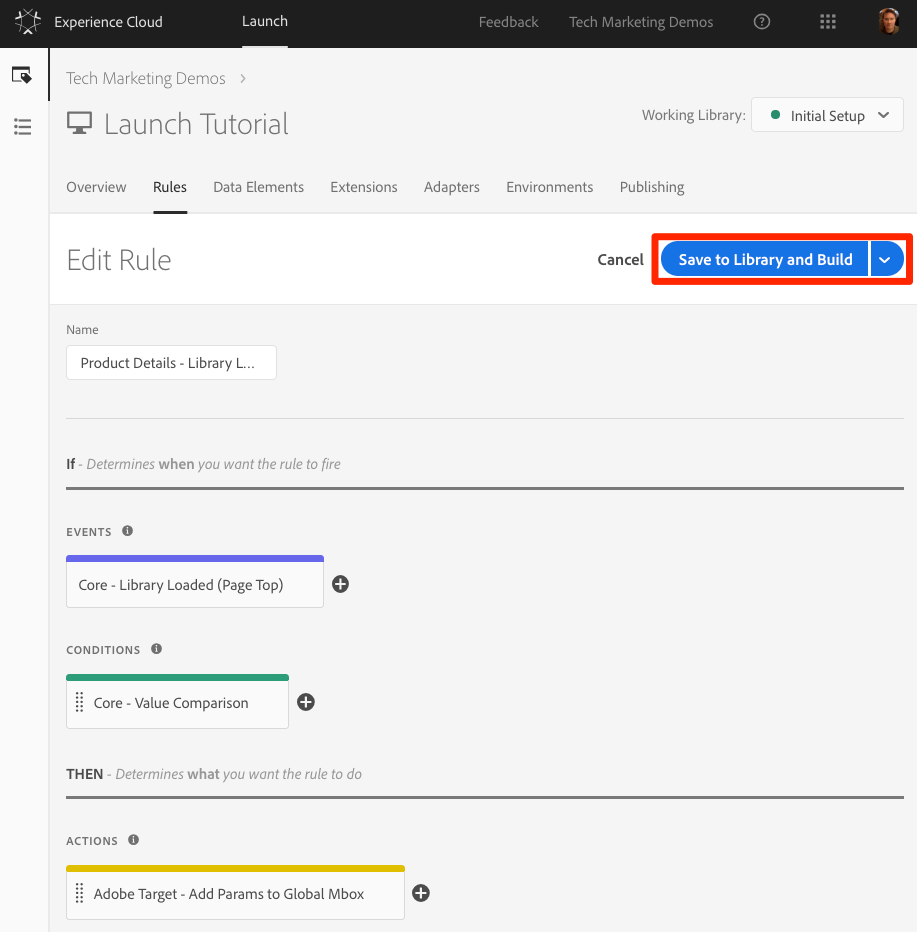 Experience Cloud Launch Feedback Tech Marketing Demos ?
Tech Marketing Demos >
Launch Tutorial
Working Library: Initial Setup
Overview Rules Data Elements Extensions Adapters Environments Publishing
Edit Rule
Cancel Save to Library and Build
Name
Product Details - Library L...
If - Determines when you want the rule to fire
EVENTS
Core - Library Loaded (Page Top)
CONDITIONS
Core - Value Comparison
THEN - Determines what you want the rule to do
ACTIONS
Adobe Target - Add Params to Global Mbox